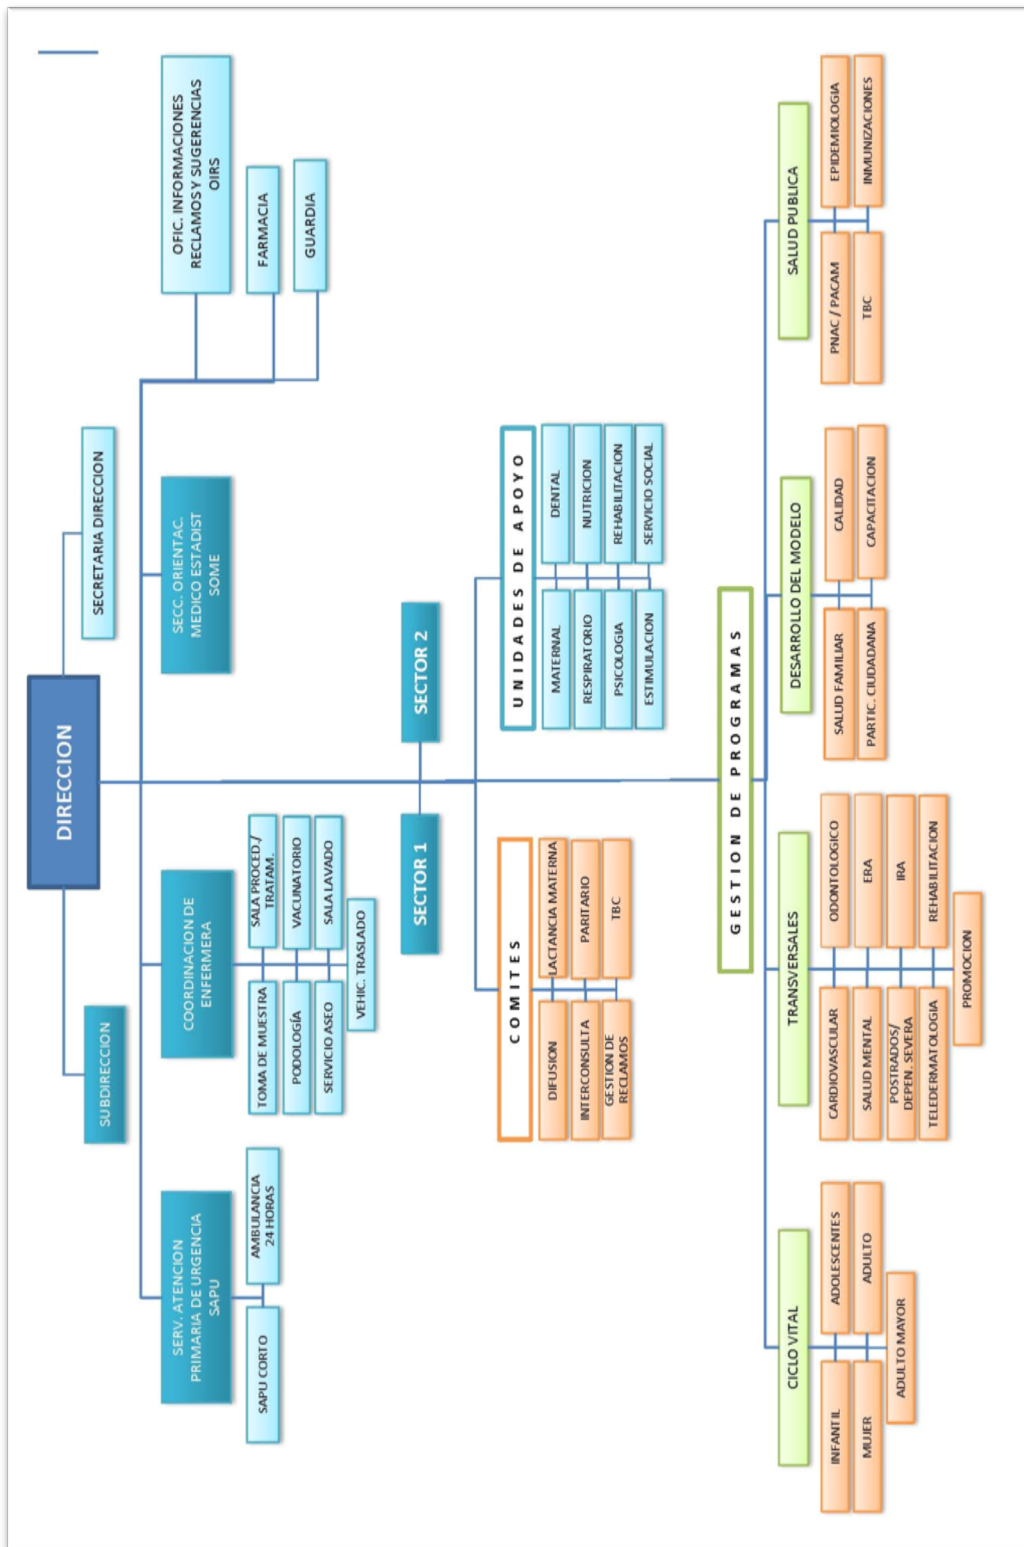 DIRECCION
SUBDIRECCION
SECRETARIA DIRECCION
SERV. ATENCION
PRIMARIA DE URGENCIA
SAPU
SAPU CORTO
AMBULANCIA
24 HORAS
COORDINACION DE
ENFERMERA
TOMA DE MUESTRA
SALA PROCED./
TRATAM.
PODOLOGÍA
VACUNATORIO
SERVICIO ASEO
SALA LAVADO
VEHIC. TRASLADO
SECC. ORIENTAC.
MEDICO ESTADIST
SOME
OFIC. INFORMACIONES
RECLAMOS Y SUGERENCIAS
OIRS
FARMACIA
GUARDIA
SECTOR 1
SECTOR 2
COMITES
DIFUSION
LACTANCIA MATERNA
INTERCONSULTA
PARITARIO
GESTION DE
RECLAMOS
TBC
UNIDADES DE APOYO
MATERNAL
DENTAL
RESPIRATORIO
NUTRICION
PSICOLOGIA
REHABILITACION
ESTIMULACION
SERVICIO SOCIAL
GESTION DE PROGRAMAS
CICLO VITAL
INFANTIL
ADOLESCENTES
MUJER
ADULTO
ADULTO MAYOR
TRANSVERSALES
CARDIOVASCULAR
ODONTOLOGICO
SALUD MENTAL
ERA
POSTRADOS/
DEPEN. SEVERA
IRA
TELEDERMATOLOGIA
REHABILITACION
PROMOCION
DESARROLLO DEL MODELO
SALUD FAMILIAR
CALIDAD
PARTIC. CIUDADANA
CAPACITACION
SALUD PUBLICA
PNAC / PACAM
EPIDEMIOLOGIA
TBC
INMUNIZACIONES